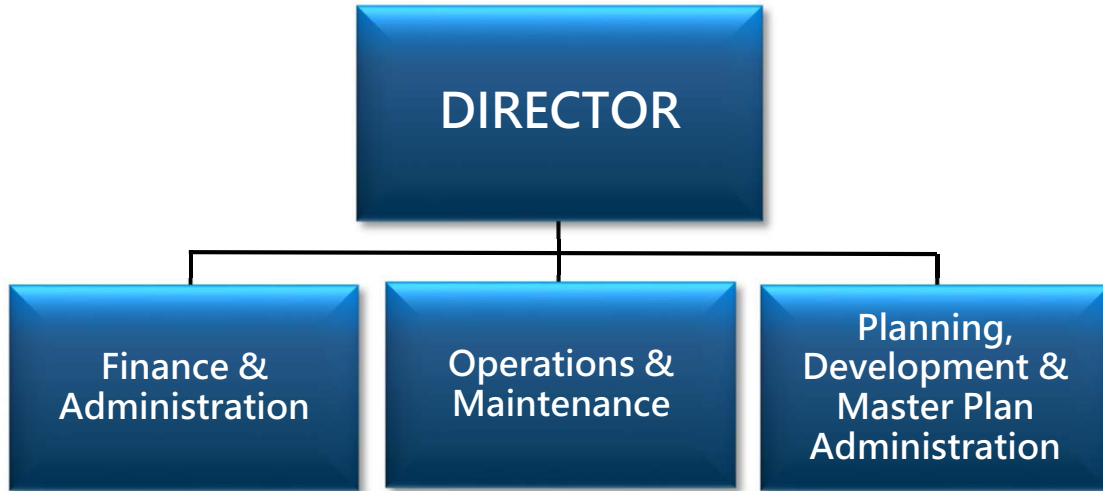 DIRECTOR
Finance &
Administration
Operations &
Maintenance
Planning,
Development &
Master Plan
Administration